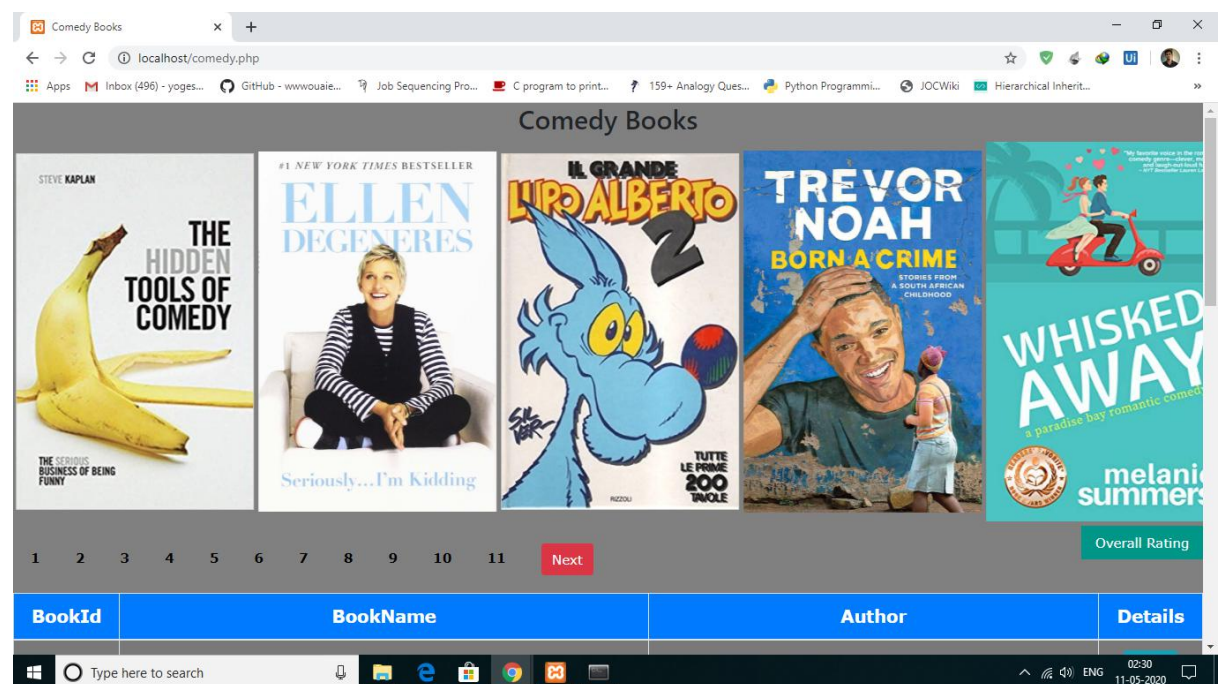 Comedy Books
localhost/comedy.php
Apps
Inbox (496) - yoges...
GitHub - wwwouaie...
Job Sequencing Pro...
C program to print...
159+ Analogy Ques...
Python Programmi...
JOCWiki
Hierarchical Inherit...
»
Comedy Books
STEVE KAPLAN
THE
HIDDEN
TOOLS OF
COMEDY
THE SERIOUS
BUSINESS OF BEING
FUNNY
#1 NEW YORK TIMES BESTSELLER
ELLEN
DEGENERES
Seriously...I'm Kidding
IL GRANDE
LUPO ALBERTO
2
SILVER
TUTTE
LE PRIME
200
TAVOLE
RIZZOLI
TREVOR
NOAH
BORN A CRIME
STORIES FROM
A SOUTH AFRICAN
CHILDHOOD
WHISKED
AWAY
a paradise bay romantic comedy
melanie
summers
Overall Rating
1 2 3 4 5 6 7 8 9 10 11 Next
BookId BookName Author Details
Type here to search
ENG
02:30
11-05-2020